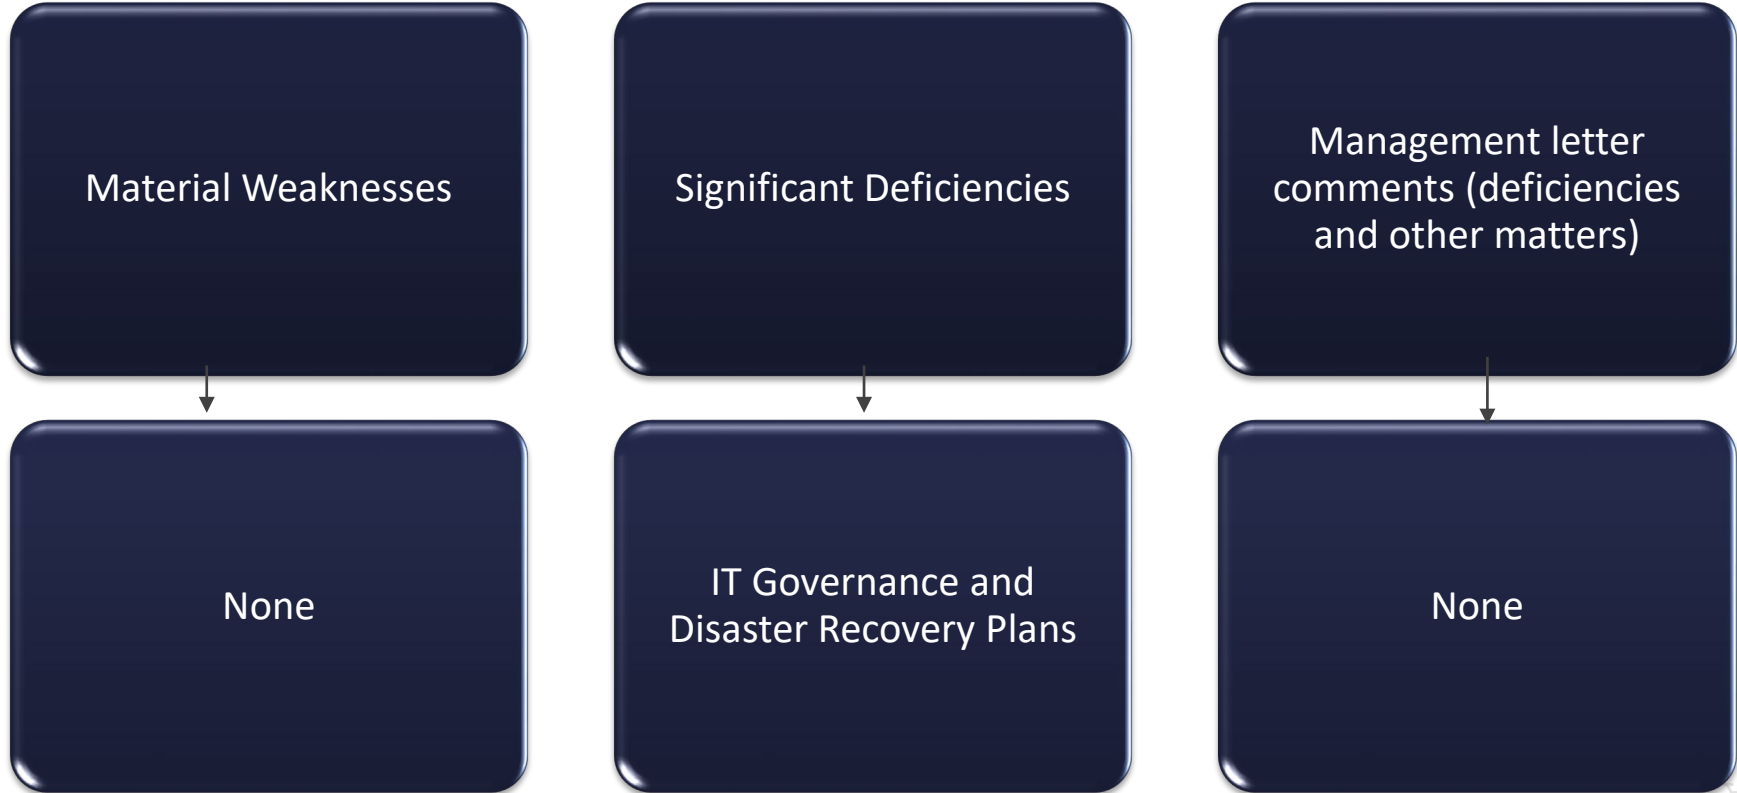 Material Weaknesses
Significant Deficiencies
Management letter
comments (deficiencies
and other matters)
None
IT Governance and
Disaster Recovery Plans
None